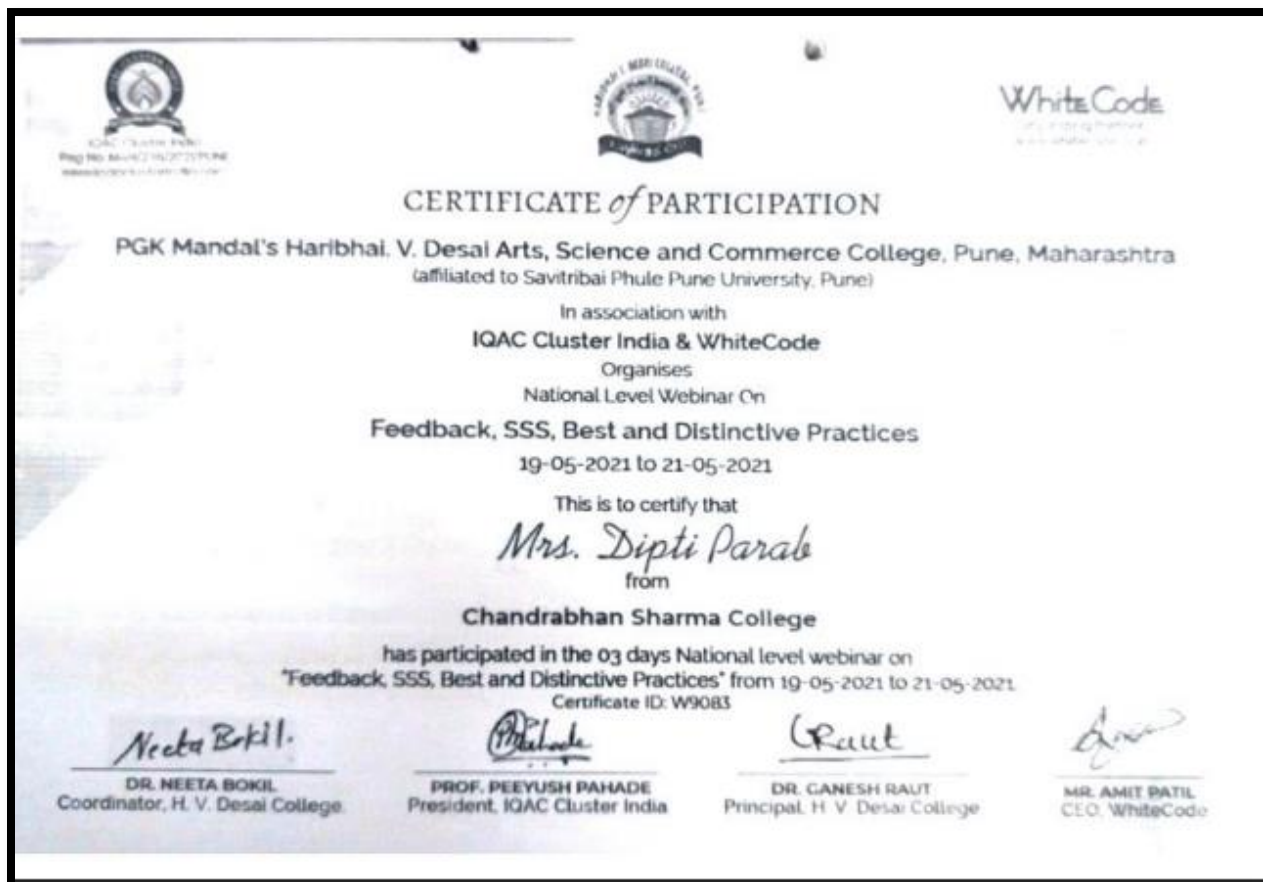 IQAC Cluster India
WhiteCode
CERTIFICATE of PARTICIPATION
PGK Mandal's Haribhai. V. Desai Arts, Science and Commerce College, Pune, Maharashtra
(affiliated to Savitribai Phule Pune University, Pune)
In association with
IQAC Cluster India & WhiteCode
Organises
National Level Webinar On
Feedback, SSS, Best and Distinctive Practices
19-05-2021 to 21-05-2021
This is to certify that
Mrs. Dipti Parab
from
Chandrabhan Sharma College
has participated in the 03 days National level webinar on
"Feedback, SSS, Best and Distinctive Practices" from 19-05-2021 to 21-05-2021
Certificate ID: W9083
Neeta Bokil.
GRaut
DR. NEETA BOKIL
Coordinator, H. V. Desai College
PROF. PEEYUSH PAHADE
President, IQAC Cluster India
DR. GANESH RAUT
Principal, H. V. Desai College
MR. AMIT PATIL
CEO, WhiteCode